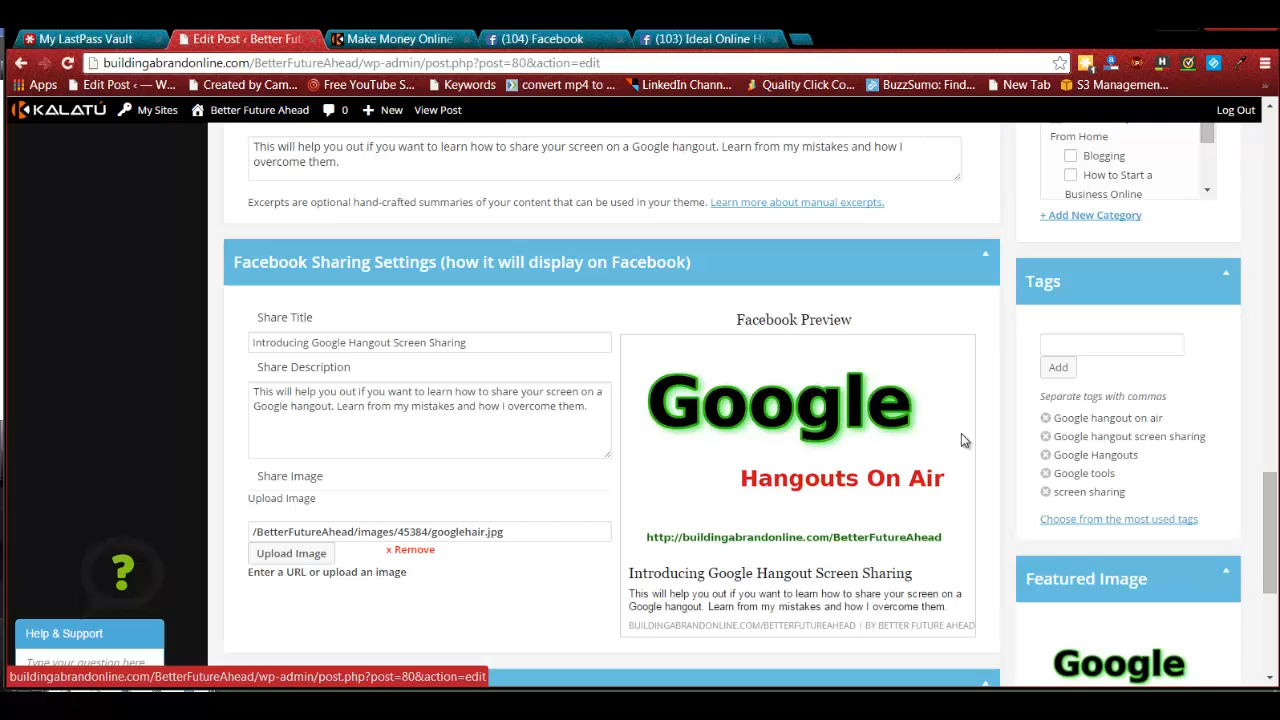 My LastPass Vault
Edit Post ‹ Better Fut
Make Money Online
(104) Facebook
(103) Ideal Online H
buildingabrandonline.com/BetterFutureAhead/wp-admin/post.php?post=80&action=edit
Apps
Edit Post ‹ — W...
Created by Cam...
Free YouTube S...
Keywords
convert mp4 to ...
LinkIn Chann...
Quality Click Co...
BuzzSumo: Find...
New Tab
S3 Management...
KALATÚ
My Sites
Better Future Ahead
0
New
View Post
Log Out
This will help you out if you want to learn how to share your screen on a Google hangout. Learn from my mistakes and how I
overcome them.
Excerpts are optional hand-crafted summaries of your content that can be used in your theme. Learn more about manual excerpts.
From Home
Blogging
How to Start a
Business Online
+ Add New Category
Facebook Sharing Settings (how it will display on Facebook)
Share Title
Introducing Google Hangout Screen Sharing
Share Description
This will help you out if you want to learn how to share your screen on a
Google hangout. Learn from my mistakes and how I overcome them.
Share Image
Upload Image
/BetterFutureAhead/images/45384/googlehair.jpg
Upload Image
x Remove
Enter a URL or upload an image
Facebook Preview
Google
Hangouts On Air
http://buildingabrandonline.com/BetterFutureAhead
Introducing Google Hangout Screen Sharing
This will help you out if you want to learn how to share your screen on a
Google hangout. Learn from my mistakes and how I overcome them.
BUILDINGABRANDONLINE.COM/BETTERFUTUREAHEAD | BY BETTER FUTURE AHEAD
Tags
Add
Separate tags with commas
Google hangout on air
Google hangout screen sharing
Google Hangouts
Google tools
screen sharing
Choose from the most used tags
Featured Image
Google
?
Help & Support
Type your question here
buildingabrandonline.com/BetterFutureAhead/wp-admin/post.php?post=80&action=edit